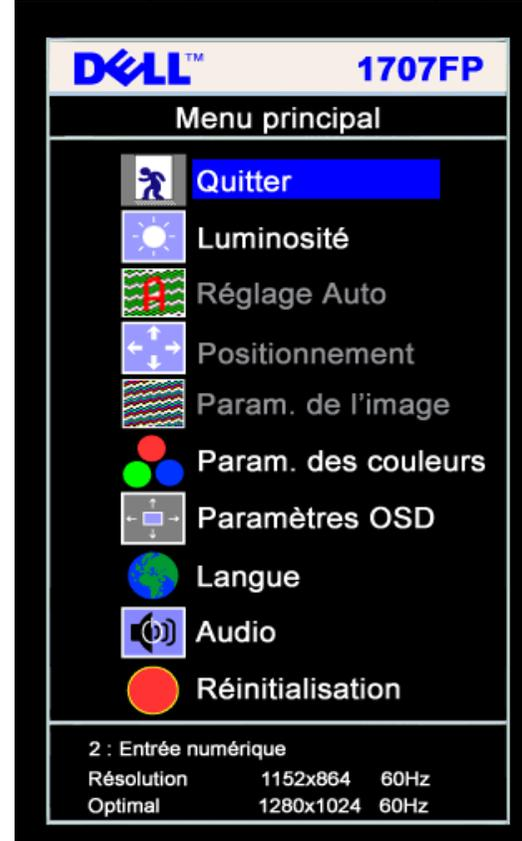 DELL™ 1707FP
Menu principal
Quitter
Luminosité
Réglage Auto
Positionnement
Param. de l'image
Param. des couleurs
Paramètres OSD
Langue
Audio
Réinitialisation
2 : Entrée numérique
Résolution 1152x864 60Hz
Optimal 1280x1024 60Hz